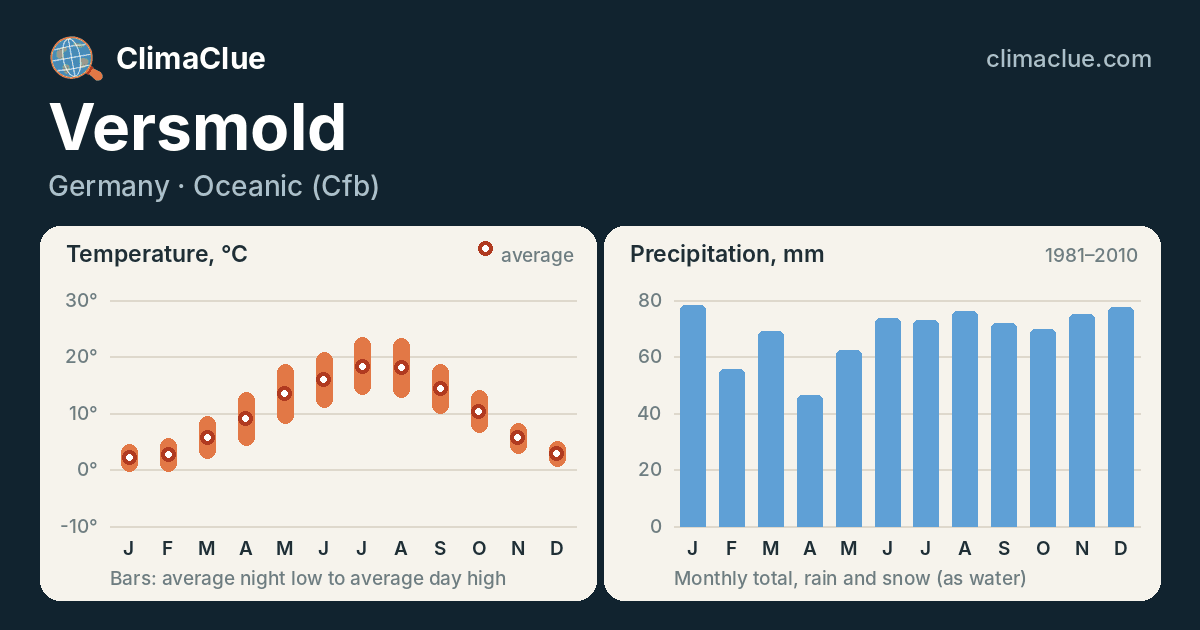 ClimaClue
climaclue.com
Versmold
Germany · Oceanic (Cfb)
Temperature, °C
average
30°
20°
10°
0°
-10°
J F M A M J J A S O N D
Bars: average night low to average day high
Precipitation, mm
1981–2010
80
60
40
20
0
J F M A M J J A S O N D
Monthly total, rain and snow (as water)